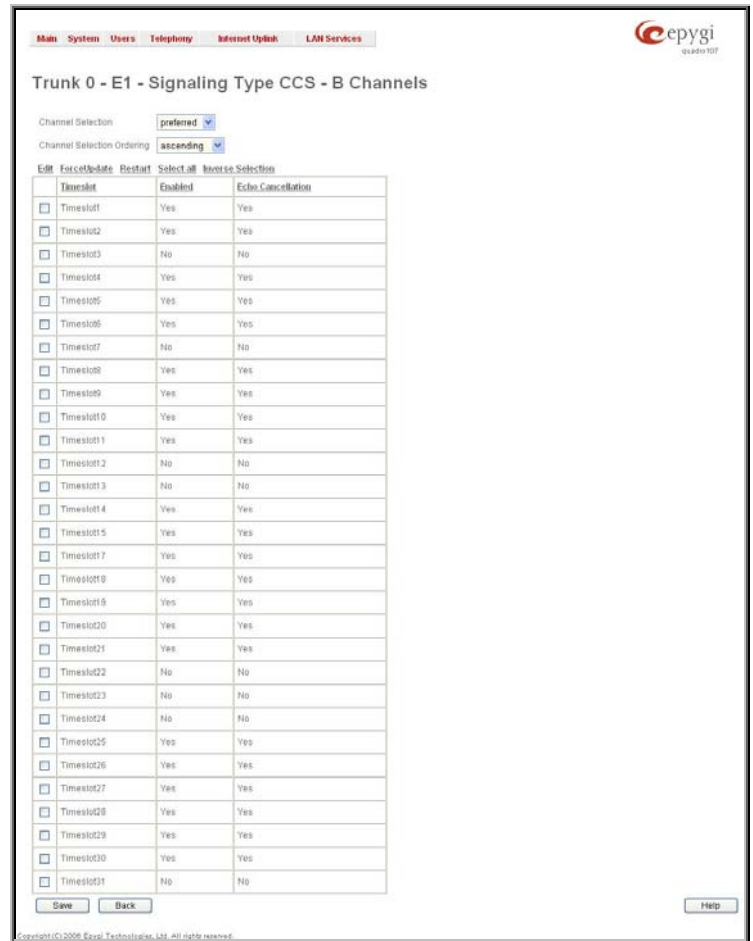 Main System Users Telephony Internet Uplink LAN Services
epygi
quadro 107
Trunk 0 - E1 - Signaling Type CCS - B Channels
Channel Selection preferred
Channel Selection Ordering ascending
Edit ForceUpdate Restart Select all Inverse Selection
Timeslot Enabled Echo Cancellation
Timeslot1 Yes Yes
Timeslot2 Yes Yes
Timeslot3 No No
Timeslot4 Yes Yes
Timeslot5 Yes Yes
Timeslot6 Yes Yes
Timeslot7 No No
Timeslot8 Yes Yes
Timeslot9 Yes Yes
Timeslot10 Yes Yes
Timeslot11 Yes Yes
Timeslot12 No No
Timeslot13 No No
Timeslot14 Yes Yes
Timeslot15 Yes Yes
Timeslot17 Yes Yes
Timeslot18 Yes Yes
Timeslot19 Yes Yes
Timeslot20 Yes Yes
Timeslot21 Yes Yes
Timeslot22 No No
Timeslot23 No No
Timeslot24 No No
Timeslot25 Yes Yes
Timeslot26 Yes Yes
Timeslot27 Yes Yes
Timeslot28 Yes Yes
Timeslot29 Yes Yes
Timeslot30 Yes Yes
Timeslot31 No No
Save Back Help
Copyright (C) 2006 Epygi Technologies, Ltd. All rights reserved.